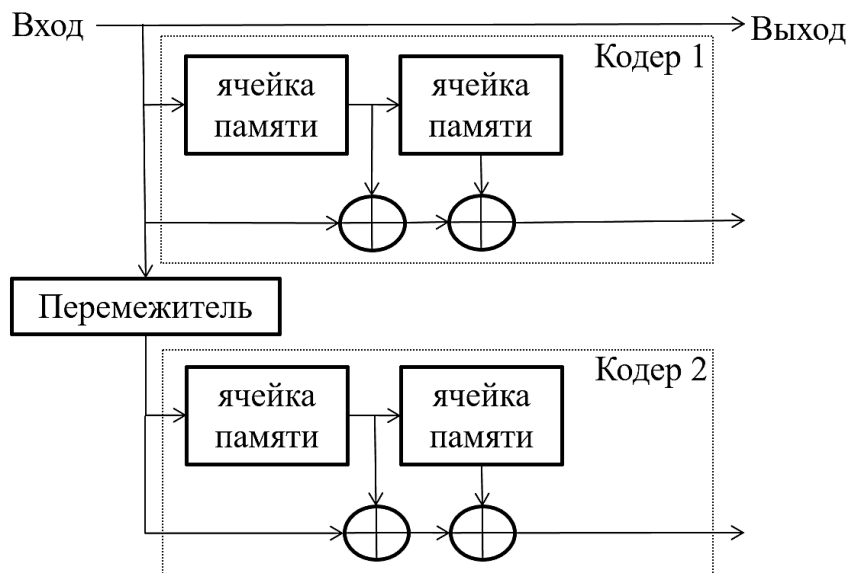 Вход
Выход
Кодер 1
ячейка
памяти
ячейка
памяти
Перемежитель
Кодер 2
ячейка
памяти
ячейка
памяти